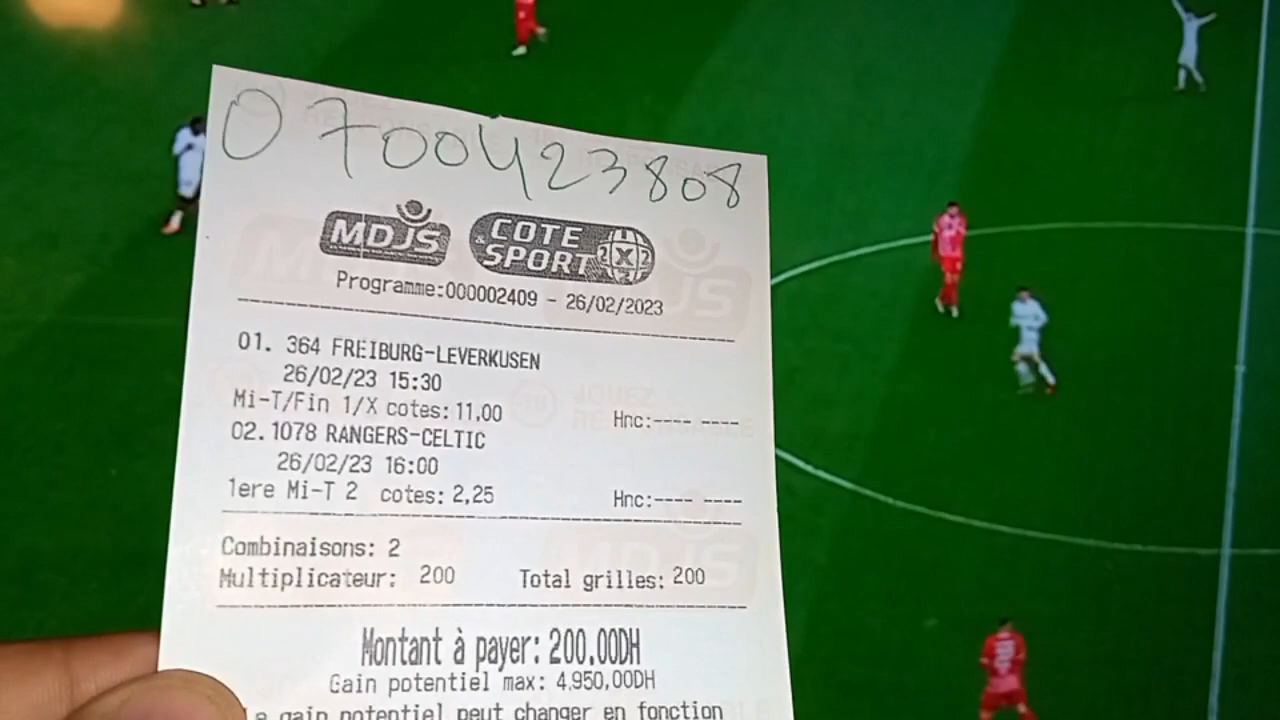 0700423808
MDJS COTE & SPORT 1X2
Programme:000002409 - 26/02/2023
01. 364 FREIBURG-LEVERKUSEN
26/02/23 15:30
Mi-T/Fin 1/X cotes:11,00 Hnc:---- ----
02.1078 RANGERS-CELTIC
26/02/23 16:00
1ere Mi-T 2 cotes: 2,25 Hnc:---- ----
Combinaisons: 2
Multiplicateur: 200 Total grilles: 200
Montant à payer: 200.00DH
Gain potentiel max: 4.950,00DH
Le gain potentiel peut changer en fonction